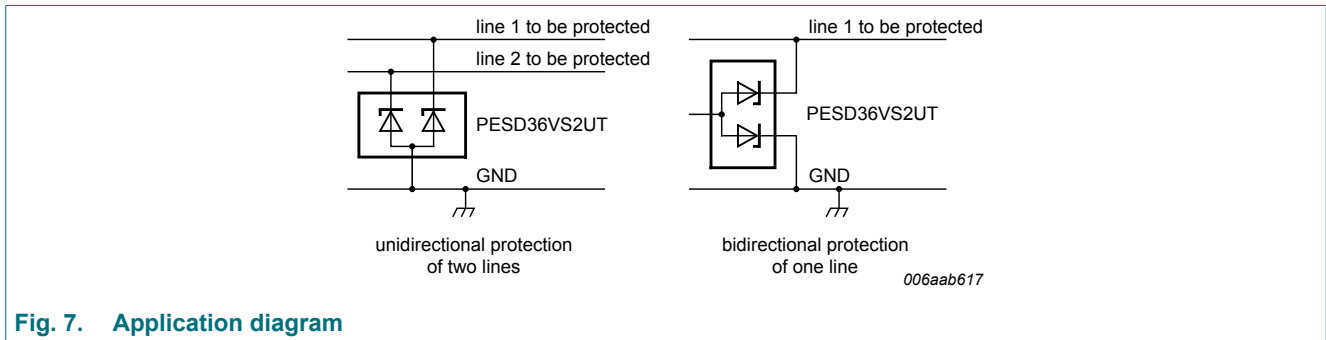 line 1 to be protected
line 2 to be protected
PESD36VS2UT
GND
unidirectional protection
of two lines
line 1 to be protected
PESD36VS2UT
GND
bidirectional protection
of one line
006aab617
Fig. 7. Application diagram